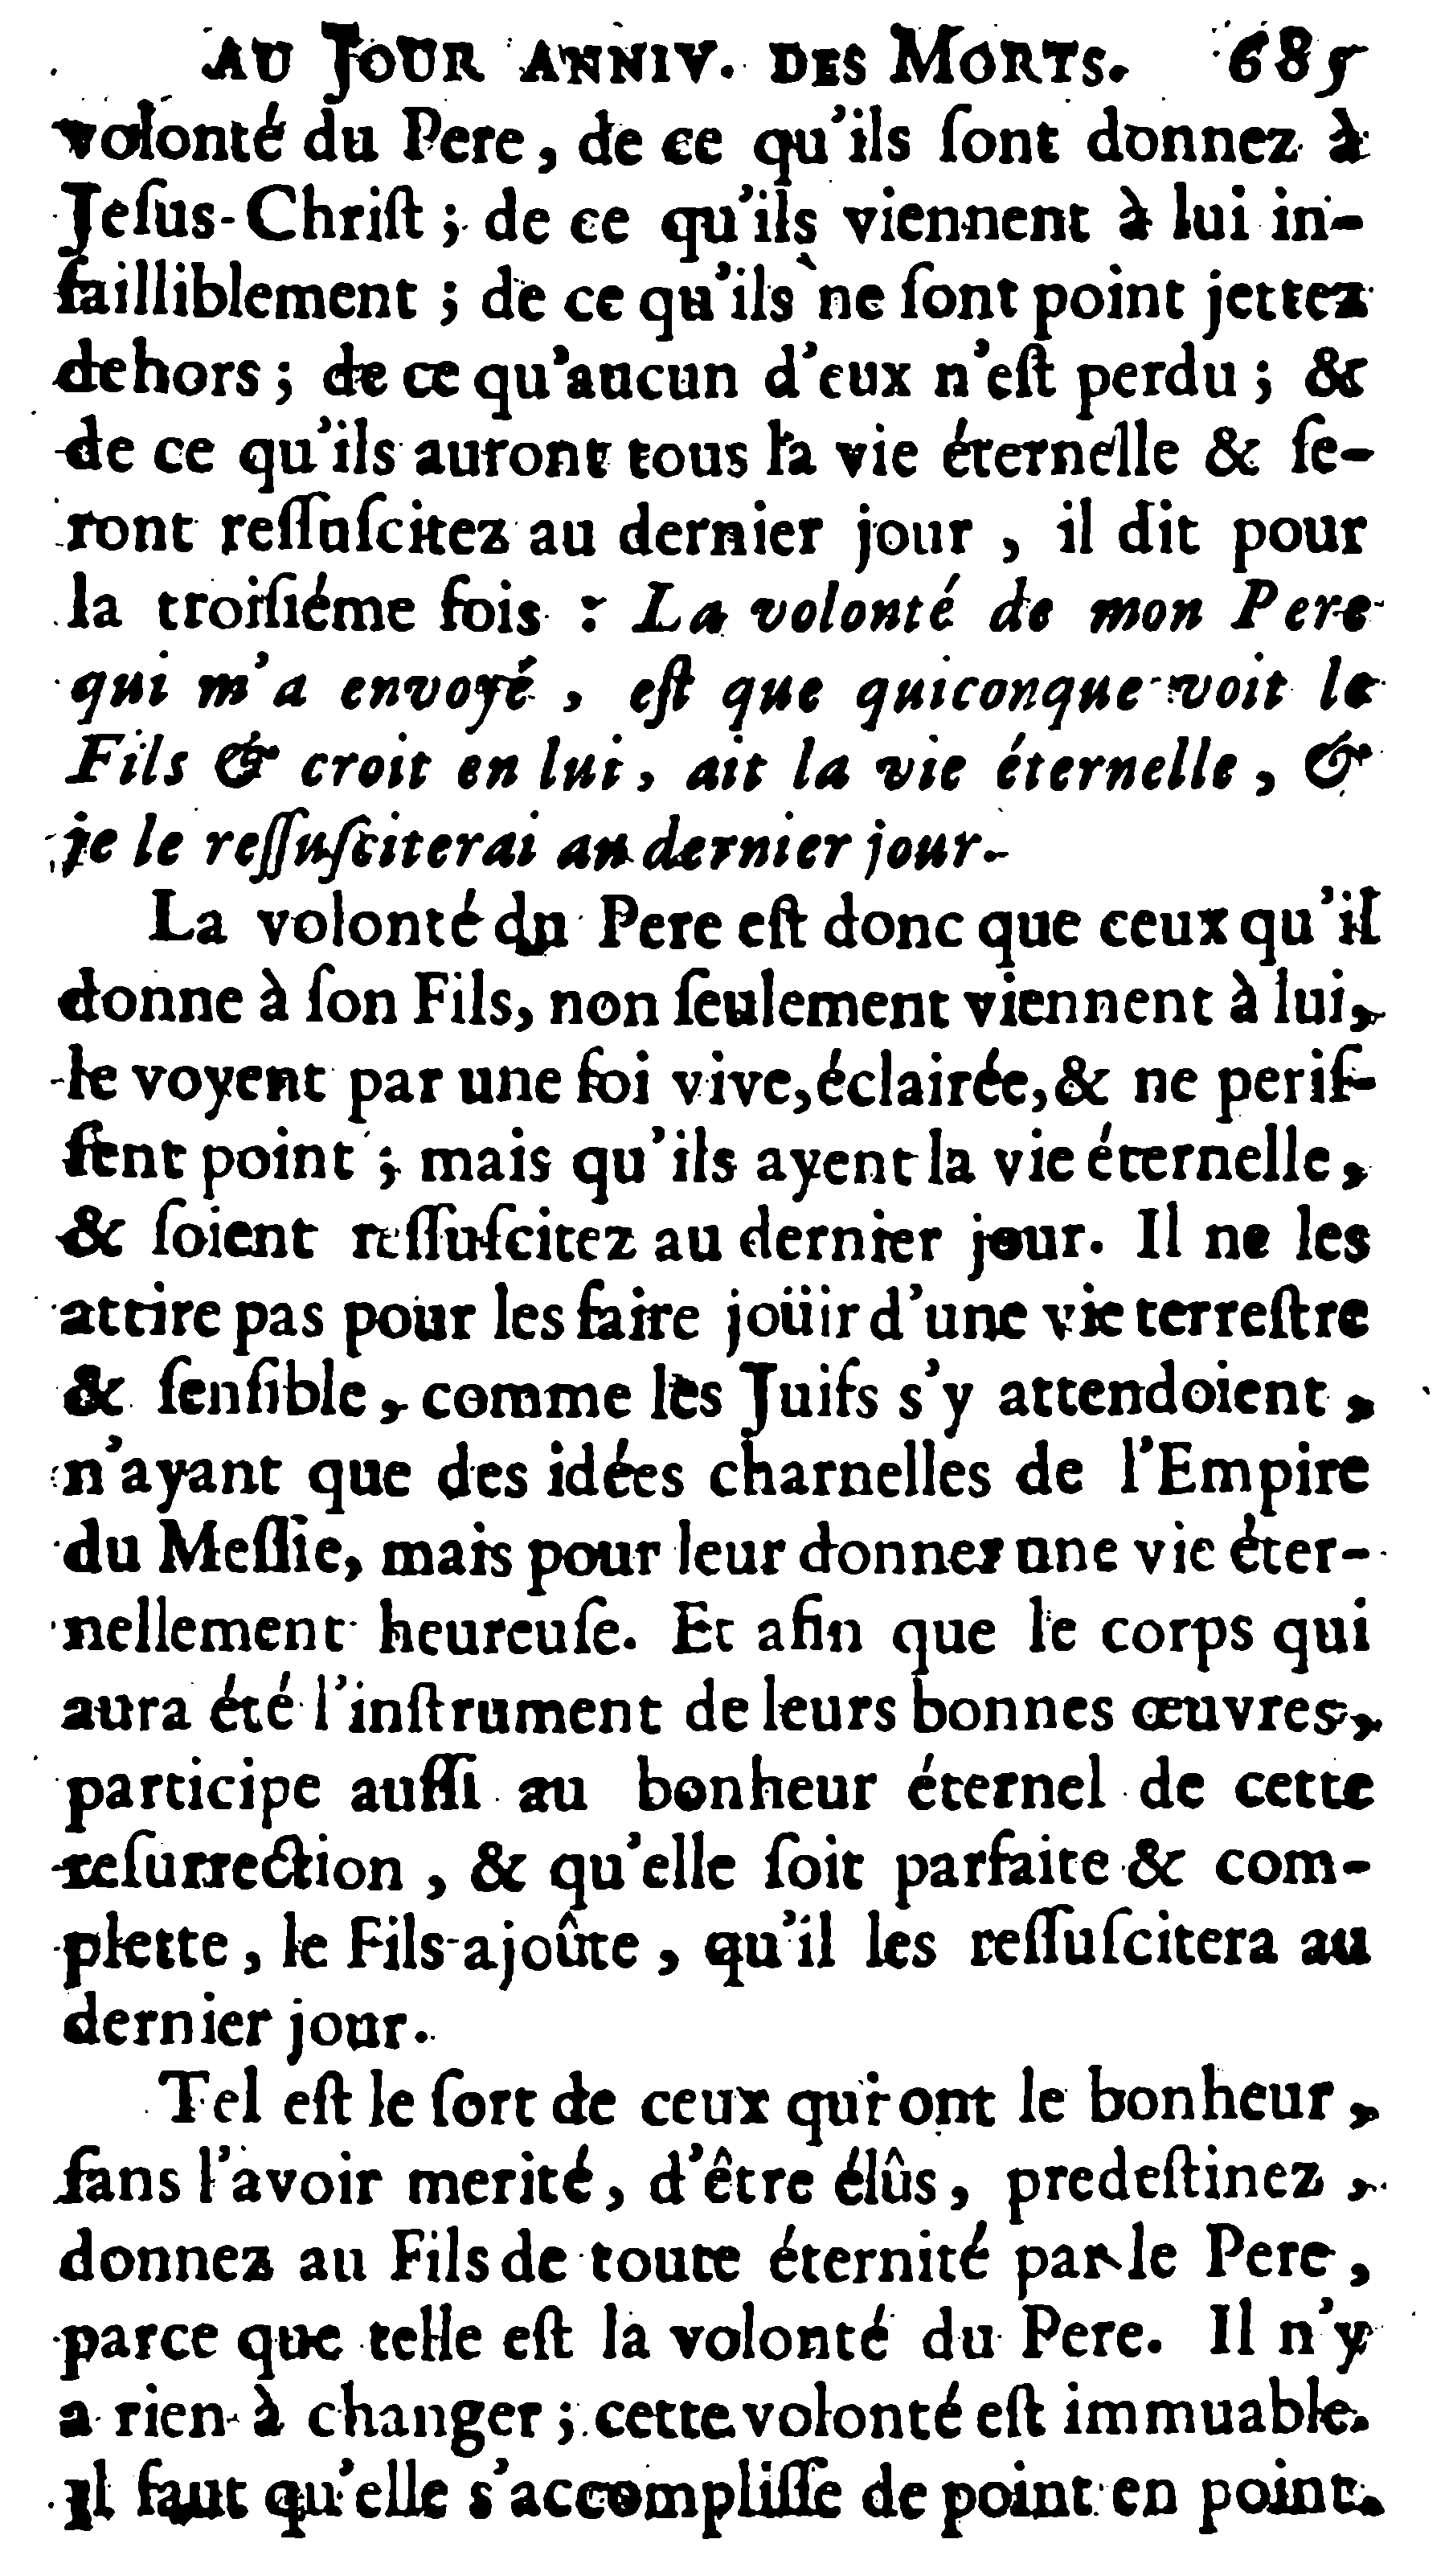 AU JOUR ANNIV. DES MORTS. 685
volonté du Pere, de ce qu'ils ſont donnez à
Jeſus-Chriſt ; de ce qu'ils viennent à lui in-
failliblement ; de ce qu'ils ne ſont point jettez
dehors ; de ce qu'aucun d'eux n'eſt perdu ; &
de ce qu'ils auront tous la vie éternelle & ſe-
ront reſſuſcitez au dernier jour, il dit pour
la troiſiéme fois : La volonté de mon Pere
qui m'a envoyé, eſt que quiconque voit le
Fils & croit en lui, ait la vie éternelle, &
je le reſſuſciterai au dernier jour.
La volonté du Pere eſt donc que ceux qu'il
donne à ſon Fils, non ſeulement viennent à lui,
le voyent par une foi vive, éclairée, & ne periſ-
ſent point ; mais qu'ils ayent la vie éternelle,
& ſoient reſſuſcitez au dernier jour. Il ne les
attire pas pour les faire joüir d'une vie terreſtre
& ſenſible, comme les Juifs s'y attendoient,
n'ayant que des idées charnelles de l'Empire
du Meſſie, mais pour leur donner une vie éter-
nellement heureuſe. Et afin que le corps qui
aura été l'inſtrument de leurs bonnes œuvres,
participe auſſi au bonheur éternel de cette
reſurrection, & qu'elle ſoit parfaite & com-
plette, le Fils ajoûte, qu'il les reſſuſcitera au
dernier jour.
Tel eſt le ſort de ceux qui ont le bonheur,
ſans l'avoir merité, d'être élûs, predeſtinez,
donnez au Fils de toute éternité par le Pere,
parce que telle eſt la volonté du Pere. Il n'y
a rien à changer ; cette volonté eſt immuable.
Il faut qu'elle s'accompliſſe de point en point.